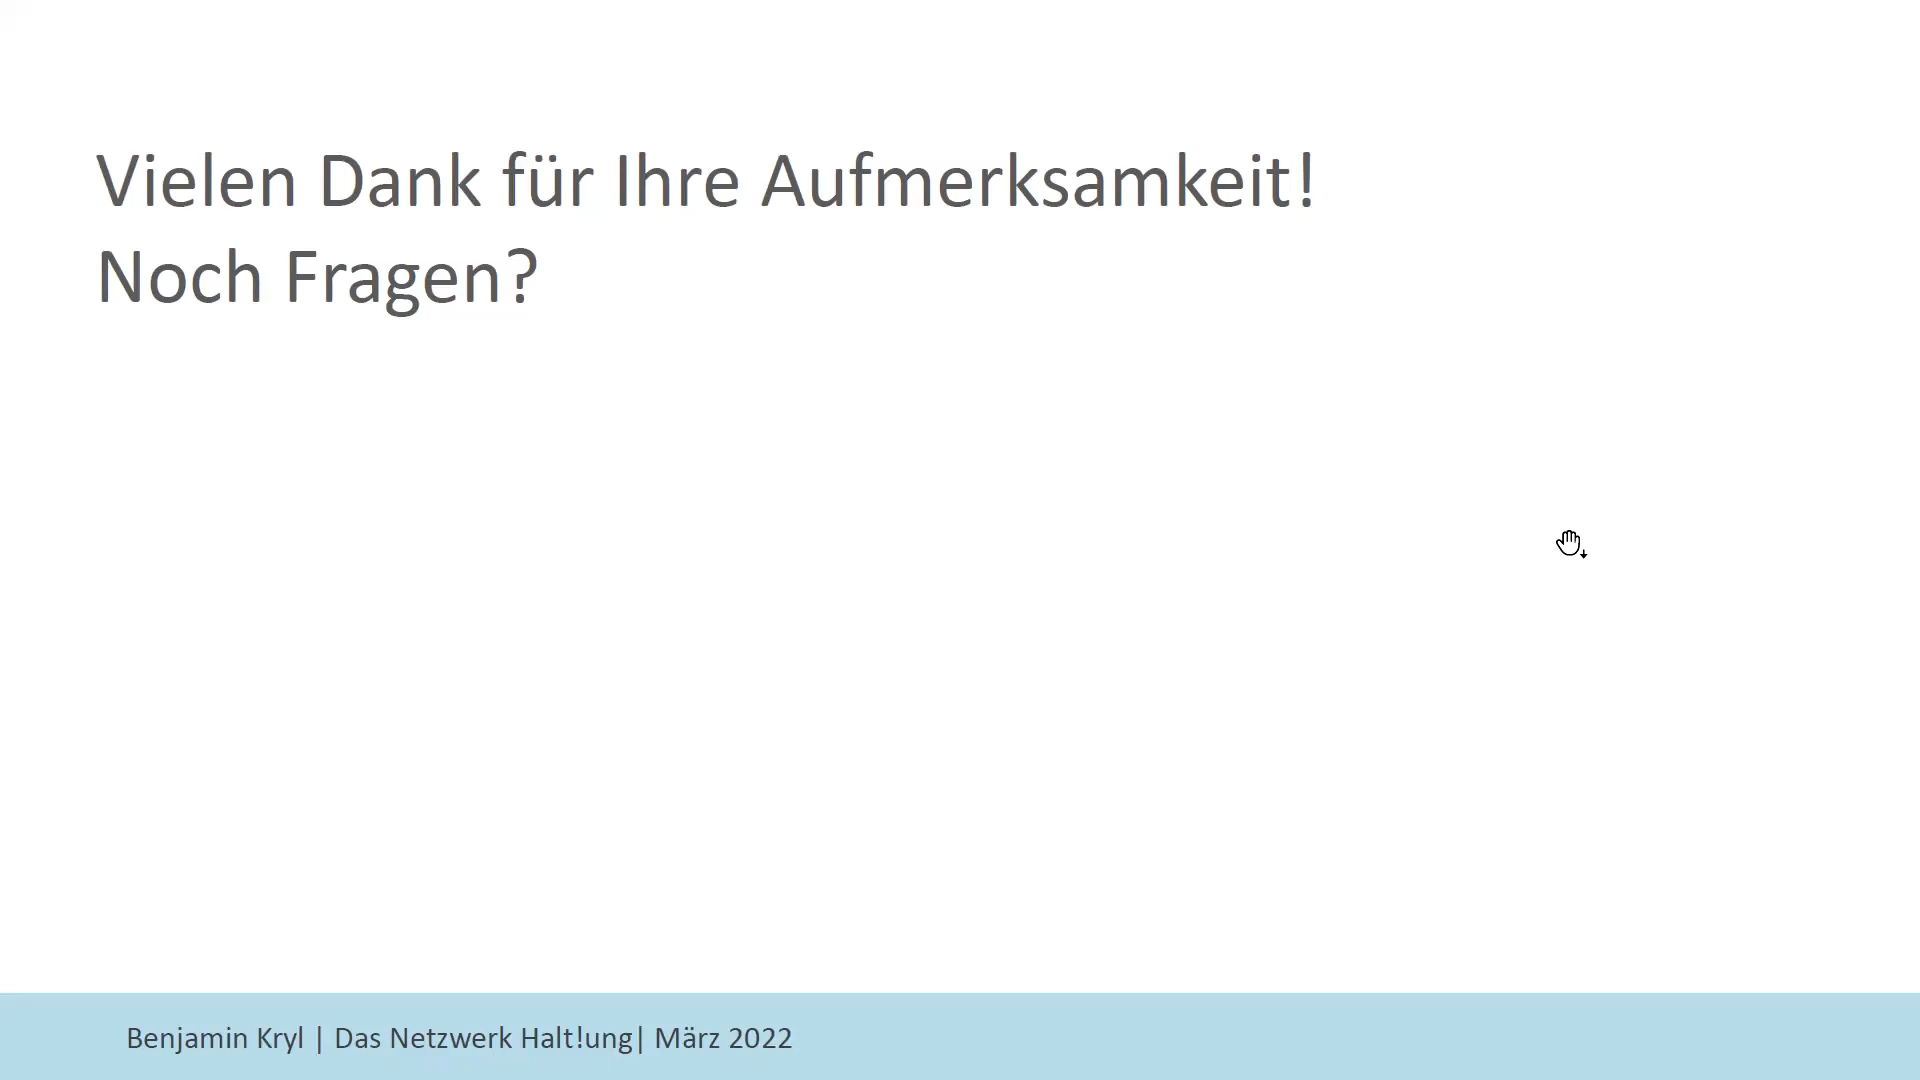 Vielen Dank für Ihre Aufmerksamkeit!
Noch Fragen?
Benjamin Kryl | Das Netzwerk Halt!ung| März 2022